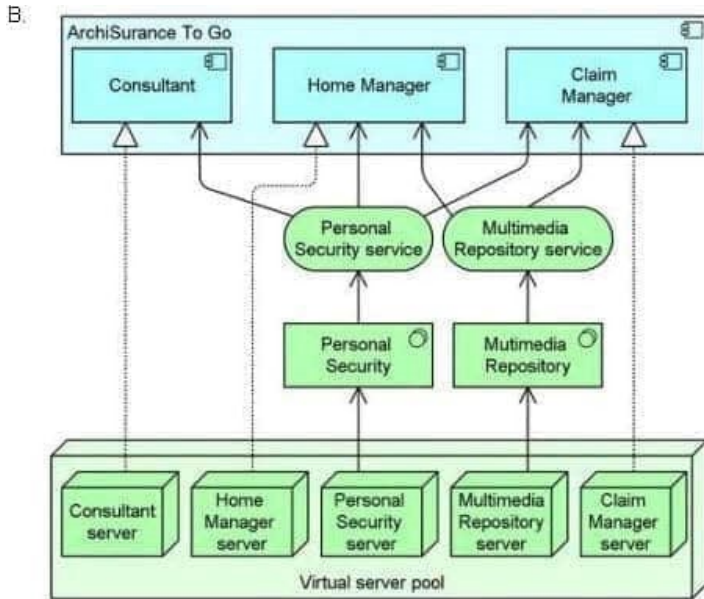 B.
ArchiSurance To Go
Consultant
Home Manager
Claim
Manager
Personal
Security service
Multimedia
Repository service
Personal
Security
Mutimedia
Repository
Consultant
server
Home
Manager
server
Personal
Security
server
Multimedia
Repository
server
Claim
Manager
server
Virtual server pool